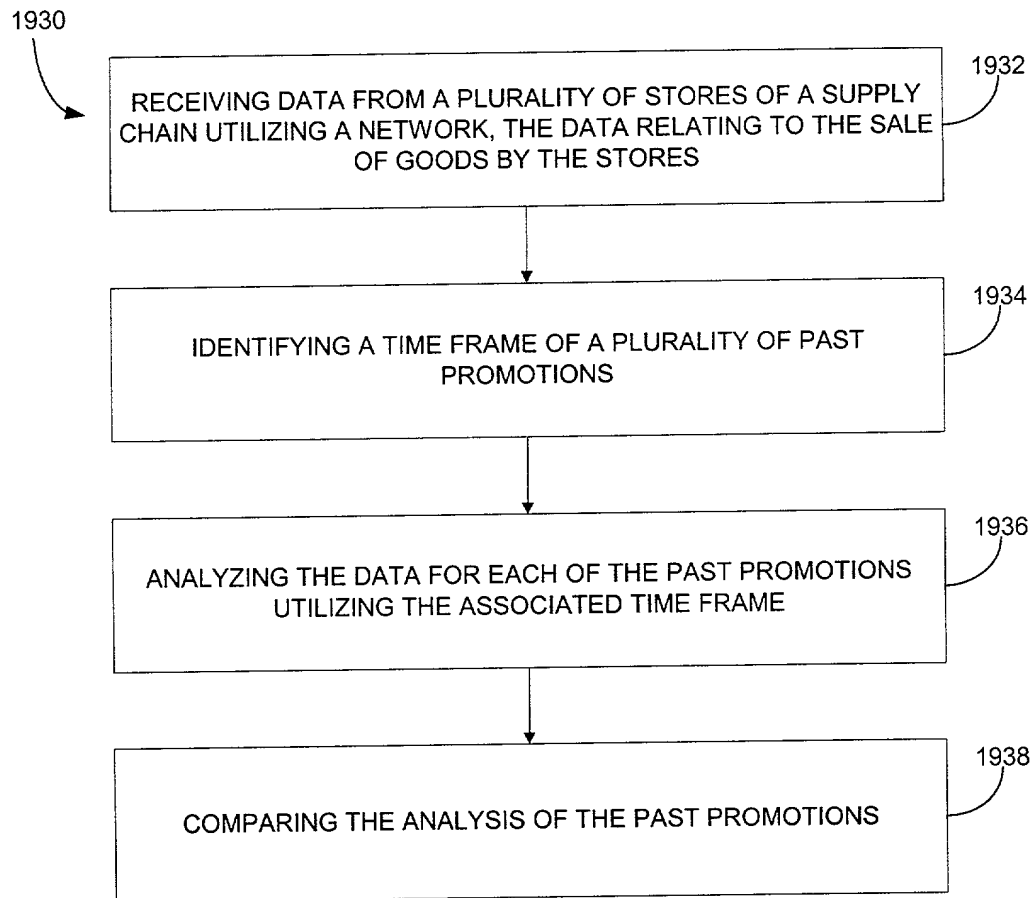 1930
1932
RECEIVING DATA FROM A PLURALITY OF STORES OF A SUPPLY
CHAIN UTILIZING A NETWORK, THE DATA RELATING TO THE SALE
OF GOODS BY THE STORES
1934
IDENTIFYING A TIME FRAME OF A PLURALITY OF PAST
PROMOTIONS
1936
ANALYZING THE DATA FOR EACH OF THE PAST PROMOTIONS
UTILIZING THE ASSOCIATED TIME FRAME
1938
COMPARING THE ANALYSIS OF THE PAST PROMOTIONS